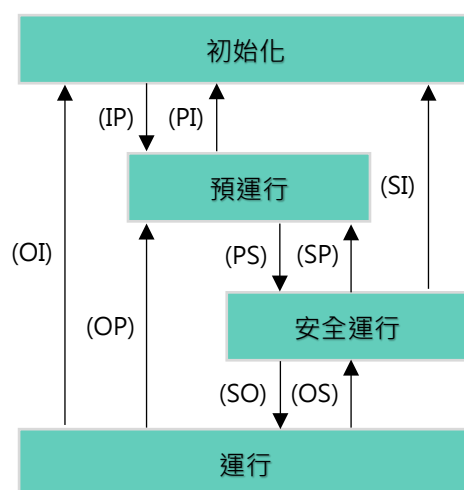 初始化
(IP) (PI)
預運行
(SI)
(OI)
(PS) (SP)
(OP)
安全運行
(SO) (OS)
運行